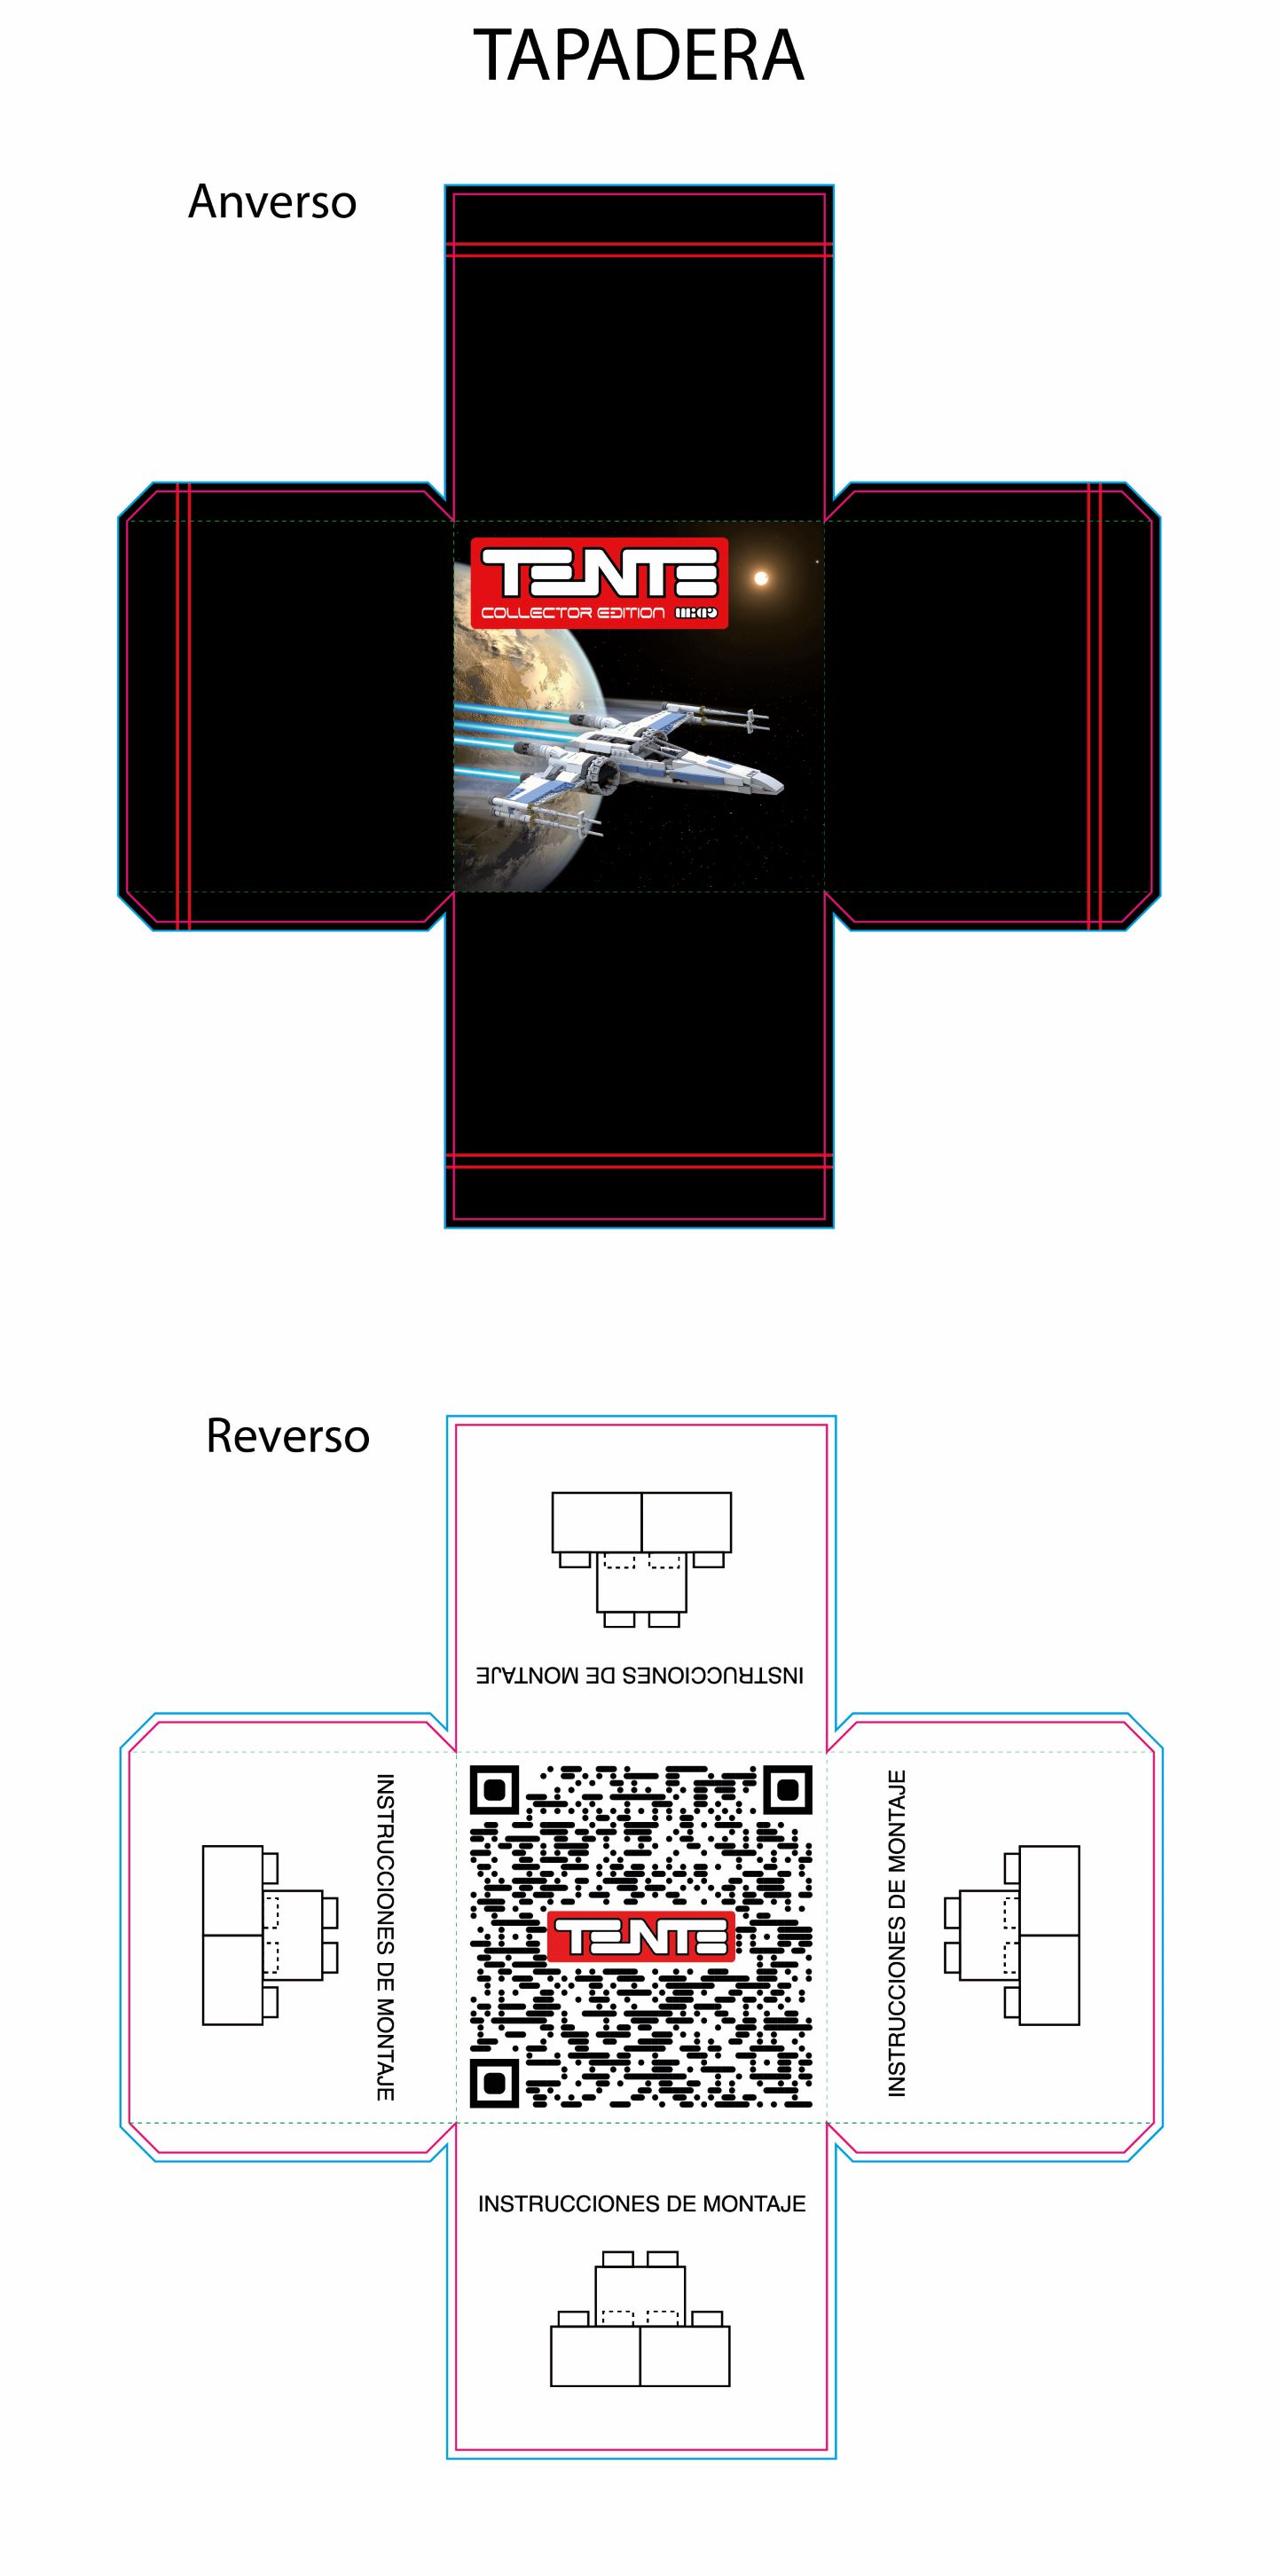 TAPADERA
Anverso
TENTE
COLLECTOR EDITION
Reverso
INSTRUCCIONES DE MONTAJE
INSTRUCCIONES DE MONTAJE
TENTE
INSTRUCCIONES DE MONTAJE
INSTRUCCIONES DE MONTAJE